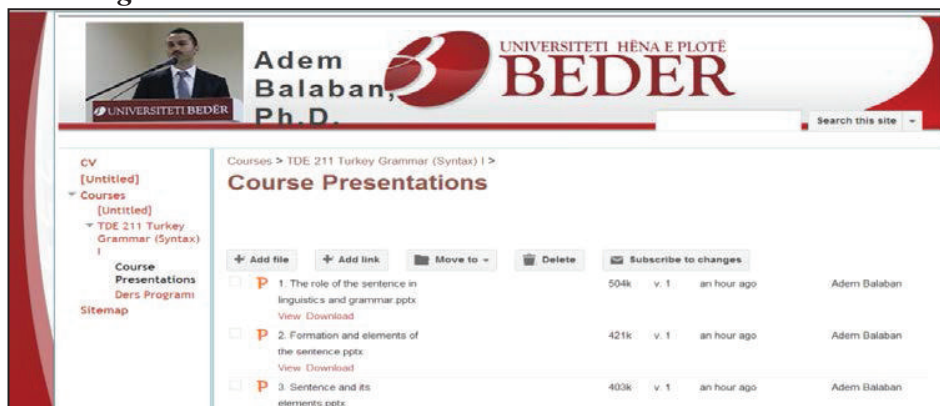 Adem
Balaban,
Ph.D.
UNIVERSITETI HËNA E PLOTË
BEDER
UNIVERSITETI BEDËR
Search this site
CV
[Untitled]
Courses
[Untitled]
TDE 211 Turkey
Grammar (Syntax)
I
Course
Presentations
Ders Programı
Sitemap
Courses > TDE 211 Turkey Grammar (Syntax) I >
Course Presentations
Add file Add link Move to Delete Subscribe to changes
1. The role of the sentence in 504k v. 1 an hour ago Adem Balaban
linguistics and grammar.pptx
View Download
2. Formation and elements of 421k v. 1 an hour ago Adem Balaban
the sentence.pptx
View Download
3. Sentence and its 403k v. 1 an hour ago Adem Balaban
elements.pptx